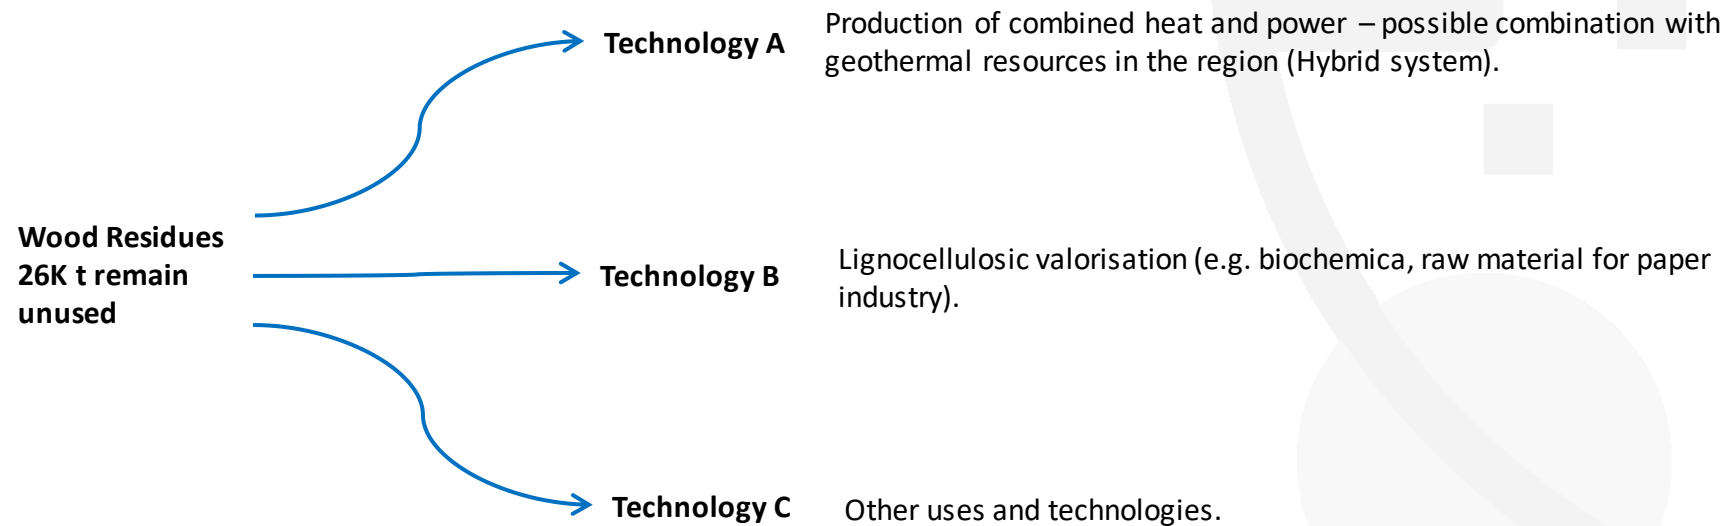 Technology A
Production of combined heat and power – possible combination with
geothermal resources in the region (Hybrid system).
Wood Residues
26K t remain
unused
Technology B
Lignocellulosic valorisation (e.g. biochemica, raw material for paper
industry).
Technology C
Other uses and technologies.